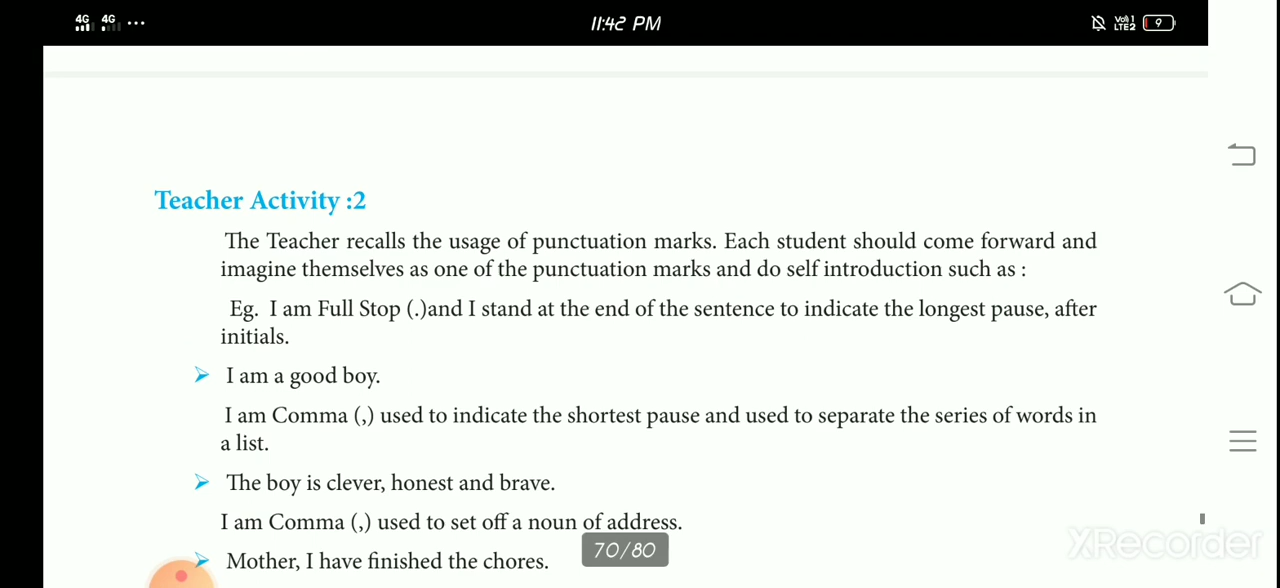 4G 4G ... 11:42 PM Vo) 1 LTE2 9
Teacher Activity :2
The Teacher recalls the usage of punctuation marks. Each student should come forward and
imagine themselves as one of the punctuation marks and do self introduction such as :
Eg. I am Full Stop (.)and I stand at the end of the sentence to indicate the longest pause, after
initials.
➢ I am a good boy.
I am Comma (,) used to indicate the shortest pause and used to separate the series of words in
a list.
➢ The boy is clever, honest and brave.
I am Comma (,) used to set off a noun of address.
➢ Mother, I have finished the chores.
70/80
XRecorder